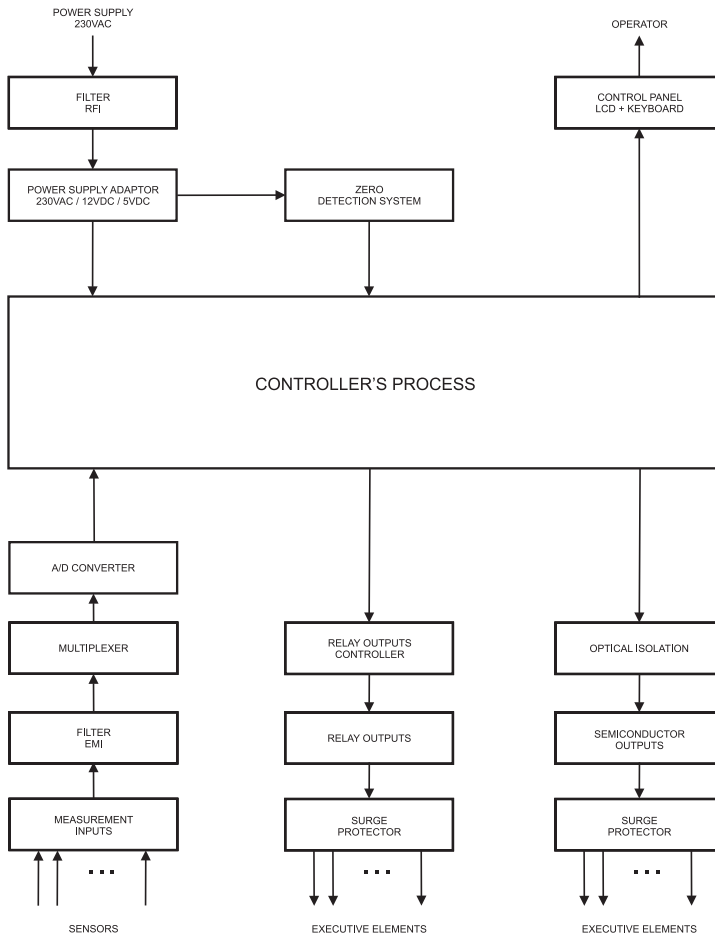 POWER SUPPLY
230VAC
OPERATOR
FILTER
RFI
CONTROL PANEL
LCD + KEYBOARD
POWER SUPPLY ADAPTOR
230VAC / 12VDC / 5VDC
ZERO
DETECTION SYSTEM
CONTROLLER'S PROCESS
A/D CONVERTER
MULTIPLEXER
RELAY OUTPUTS
CONTROLLER
OPTICAL ISOLATION
FILTER
EMI
RELAY OUTPUTS
SEMICONDUCTOR
OUTPUTS
MEASUREMENT
INPUTS
SURGE
PROTECTOR
SURGE
PROTECTOR
...
...
...
SENSORS
EXECUTIVE ELEMENTS
EXECUTIVE ELEMENTS